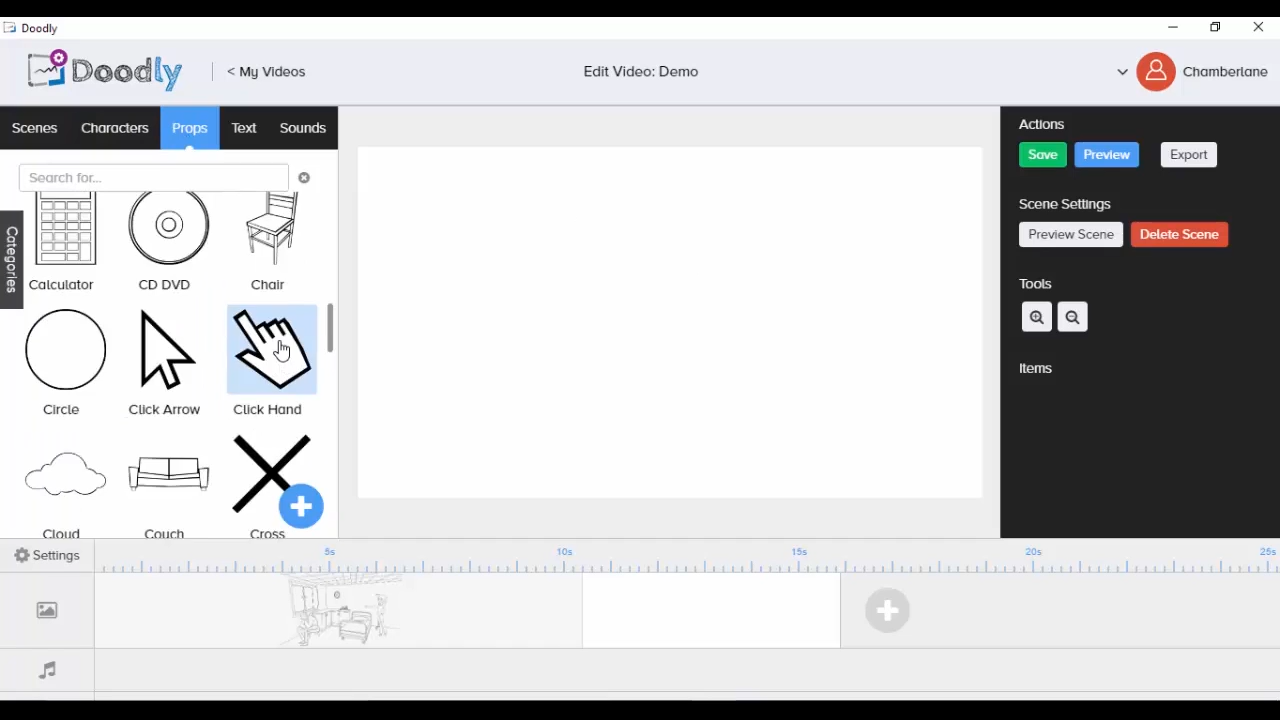 Doodly
Doodly
< My Videos
Edit Video: Demo
Chamberlane
Scenes
Characters
Props
Text
Sounds
Search for...
Categories
Calculator
CD DVD
Chair
Circle
Click Arrow
Click Hand
Cloud
Couch
Cross
Actions
Save
Preview
Export
Scene Settings
Preview Scene
Delete Scene
Tools
Items
Settings
5s
10s
15s
20s
25s